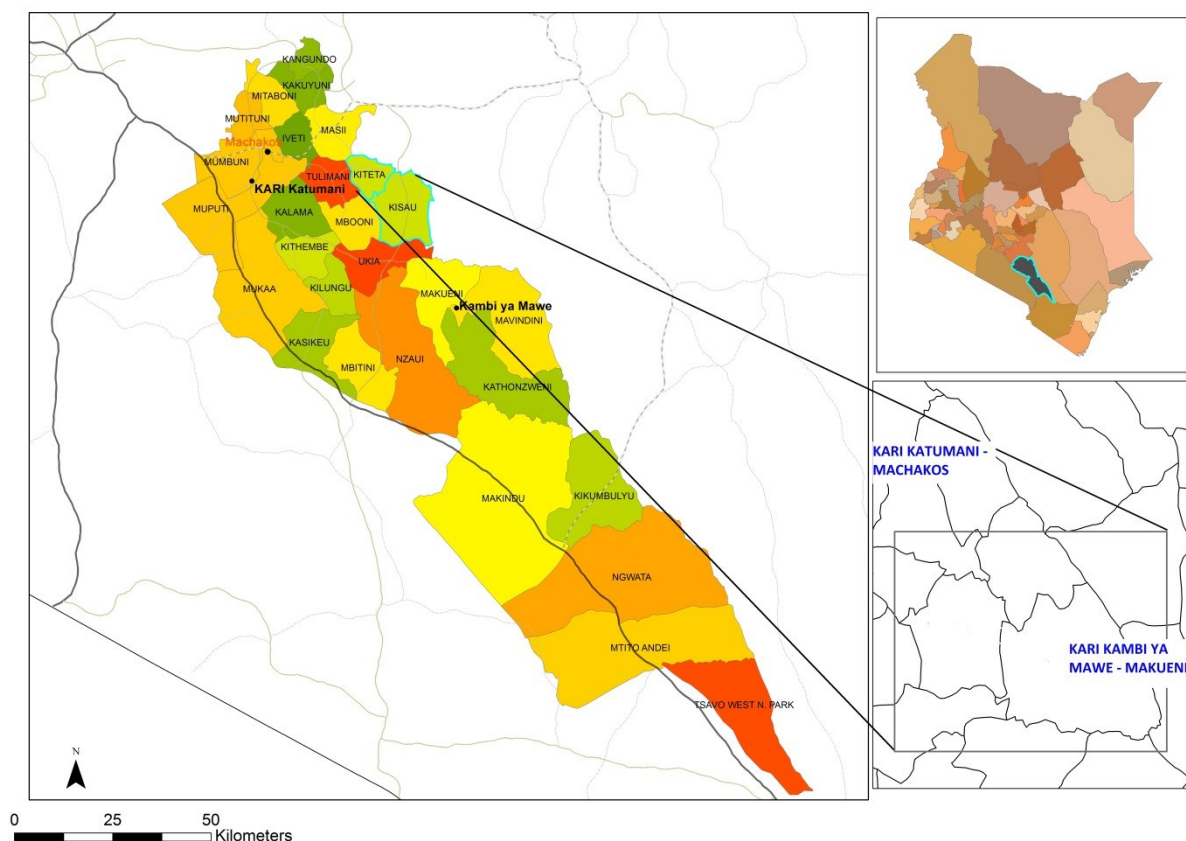 KANGUNDO
KAKUYUNI
MITABONI
MUTITUNI
MASII
IVETI
Machakos
MUMBUNI
TULIMANI
KITETA
KARI Katumani
KISAU
MUPUTI
KALAMA
MBOONI
KITHEMBE
UKIA
KILUNGU
MAKUENI
MUKAA
Kambi ya Mawe
MAVINDINI
KASIKEU
NZAUI
MBITINI
KATHONZWENI
MAKINDU
KIKUMBULYU
NGWATA
MTITO ANDEI
TSAVO WEST N. PARK
N
0 25 50
Kilometers
KARI KATUMANI -
MACHAKOS
KARI KAMBI YA
MAWE - MAKUENI